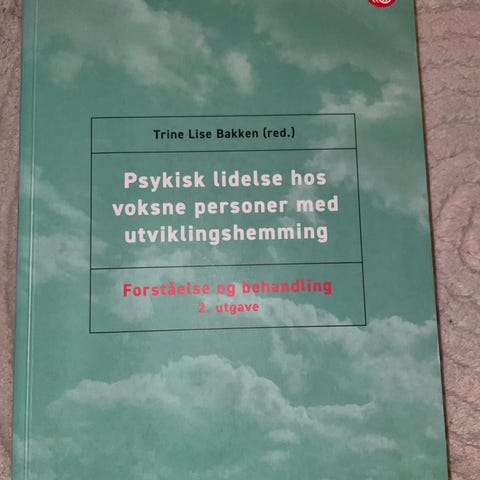 Trine Lise Bakken (red.)
Psykisk lidelse hos
voksne personer med
utviklingshemming
Forståelse og behandling
2. utgave